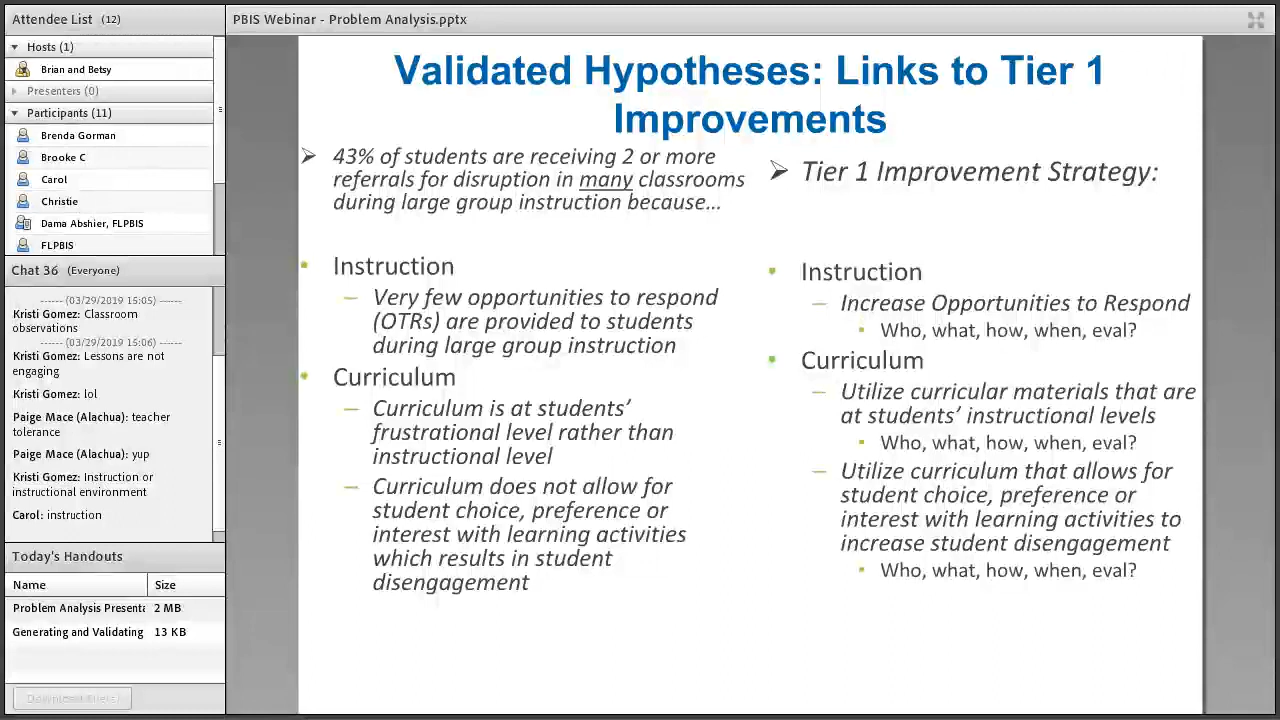 Attendee List (12)
Hosts (1)
Brian and Betsy
Presenters (0)
Participants (11)
Brenda Gorman
Brooke C
Carol
Christie
Dama Abshier, FLPBIS
FLPBIS
Chat 36 (Everyone)
------ (03/29/2019 15:05) ------
Kristi Gomez: Classroom
observations
------ (03/29/2019 15:06) ------
Kristi Gomez: Lessons are not
engaging
Kristi Gomez: lol
Paige Mace (Alachua): teacher
tolerance
Paige Mace (Alachua): yup
Kristi Gomez: Instruction or
instructional environment
Carol: instruction
Today's Handouts
Name Size
Problem Analysis Presenta 2 MB
Generating and Validating 13 KB
Download File(s)
PBIS Webinar - Problem Analysis.pptx
Validated Hypotheses: Links to Tier 1
Improvements
43% of students are receiving 2 or more
referrals for disruption in many classrooms
during large group instruction because…
Instruction
– Very few opportunities to respond
(OTRs) are provided to students
during large group instruction
Curriculum
– Curriculum is at students’
frustrational level rather than
instructional level
– Curriculum does not allow for
student choice, preference or
interest with learning activities
which results in student
disengagement
Tier 1 Improvement Strategy:
Instruction
– Increase Opportunities to Respond
Who, what, how, when, eval?
Curriculum
– Utilize curricular materials that are
at students’ instructional levels
Who, what, how, when, eval?
– Utilize curriculum that allows for
student choice, preference or
interest with learning activities to
increase student disengagement
Who, what, how, when, eval?